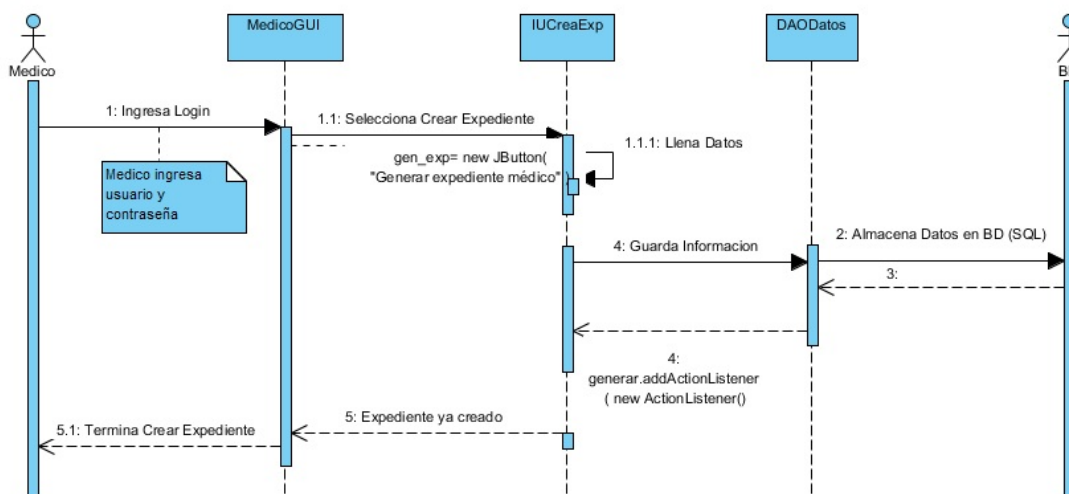 MedicoGUI
IUCreaExp
DAODatos
Medico
1: Ingresa Login
1.1: Selecciona Crear Expediente
1.1.1: Llena Datos
gen_exp= new JButton(
"Generar expediente médico" )
Medico ingresa
usuario y
contraseña
4: Guarda Informacion
2: Almacena Datos en BD (SQL)
3:
4:
generar.addActionListener
( new ActionListener()
5: Expediente ya creado
5.1: Termina Crear Expediente